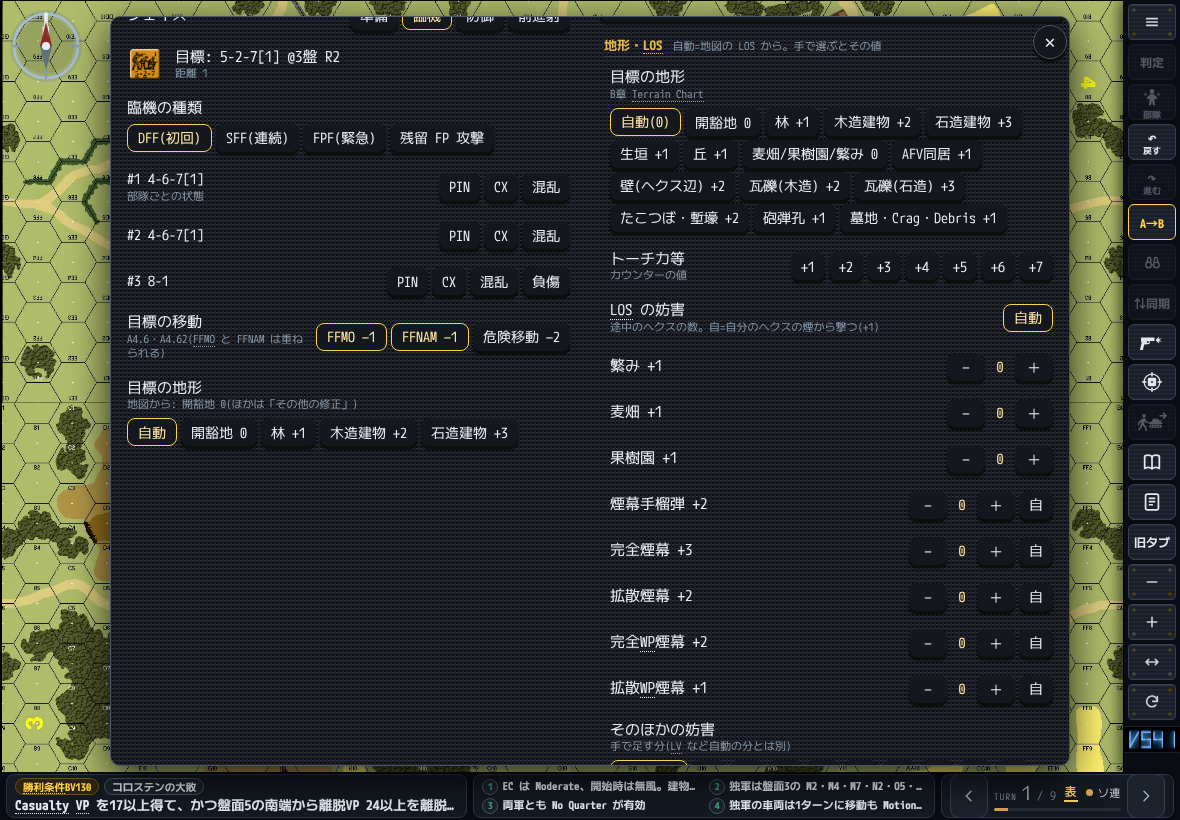 目標: 5-2-7[1] @3盤 R2
距離 1
臨機の種類
DFF(初回) SFF(連続) FPF(緊急) 残留 FP 攻撃
#1 4-6-7[1]
部隊ごとの状態
PIN CX 混乱
#2 4-6-7[1]
PIN CX 混乱
#3 8-1
PIN CX 混乱 負傷
目標の移動
A4.6・A4.62(FFMO と FFNAM は重ね
られる)
FFMO −1 FFNAM −1 危険移動 −2
目標の地形
地図から: 開豁地 0(ほかは「その他の修正」)
自動 開豁地 0 林 +1 木造建物 +2 石造建物 +3
地形・LOS 自動=地図の LOS から。手で選ぶとその値
×
目標の地形
B章 Terrain Chart
自動(0) 開豁地 0 林 +1 木造建物 +2 石造建物 +3
生垣 +1 丘 +1 麦畑/果樹園/繁み 0 AFV同居 +1
壁(ヘクス辺) +2 瓦礫(木造) +2 瓦礫(石造) +3
たこつぼ・塹壕 +2 砲弾孔 +1 墓地・Crag・Debris +1
トーチカ等
カウンターの値
+1 +2 +3 +4 +5 +6 +7
LOS の妨害
途中のヘクスの数。自=自分のヘクスの煙から撃つ(+1)
自動
繁み +1 − 0 +
麦畑 +1 − 0 +
果樹園 +1 − 0 +
煙幕手榴弾 +2 − 0 + 自
完全煙幕 +3 − 0 + 自
拡散煙幕 +2 − 0 + 自
完全WP煙幕 +2 − 0 + 自
拡散WP煙幕 +1 − 0 + 自
そのほかの妨害
手で足す分(LV など自動の分とは別)
判定
部隊
戻す
進む
A→B
⇅同期
旧タブ
−
+
3
4
勝利条件BV130 コロステンの大敗
Casualty VP を17以上得て、かつ盤面5の南端から離脱VP 24以上を離脱…
1 EC は Moderate、開始時は無風。建物…
2 独軍は盤面3の M2・M4・M7・N2・O5・…
3 両軍とも No Quarter が有効
4 独軍の車両は1ターンに移動も Motion…
TURN 1 / 9 表 ソ連